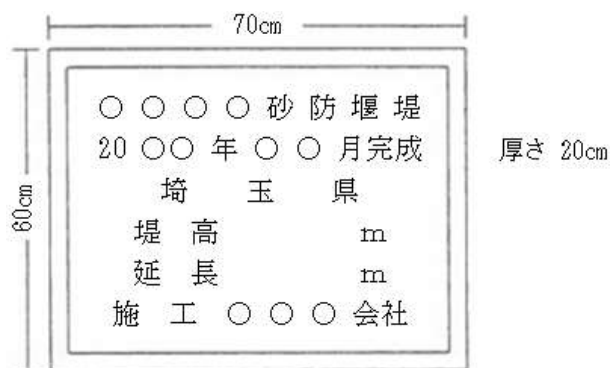 70cm
60cm
○○○○砂防堰堤
20○○年○○月完成
埼玉県
堤高 m
延長 m
施工○○○会社
厚さ 20cm